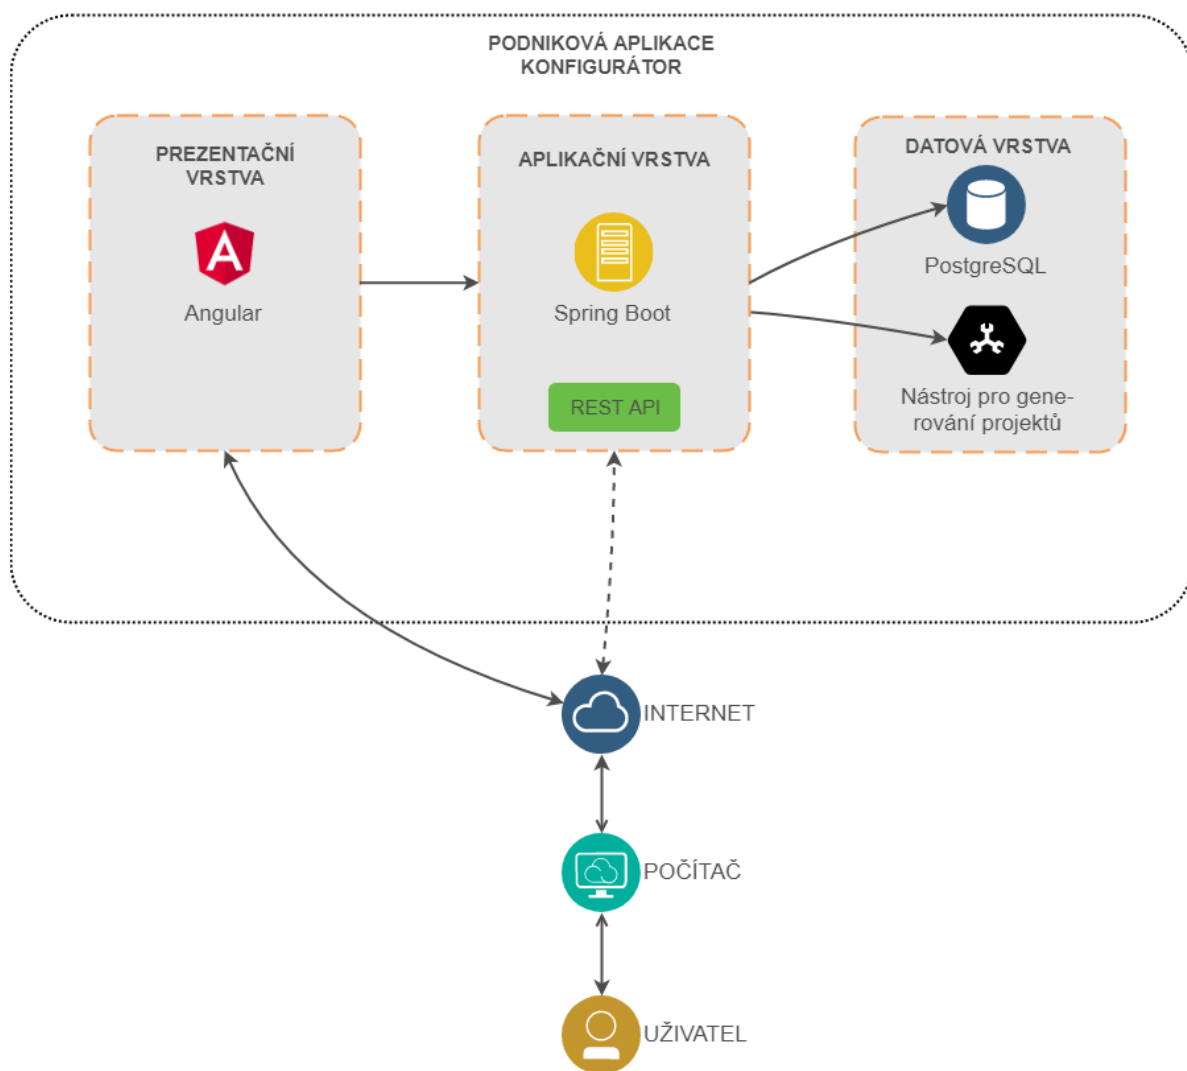 PODNIKOVÁ APLIKACE
KONFIGURÁTOR
PREZENTAČNÍ
VRSTVA
Angular
APLIKAČNÍ VRSTVA
Spring Boot
REST API
DATOVÁ VRSTVA
PostgreSQL
Nástroj pro gene-
rování projektů
INTERNET
POČÍTAČ
UŽIVATEL